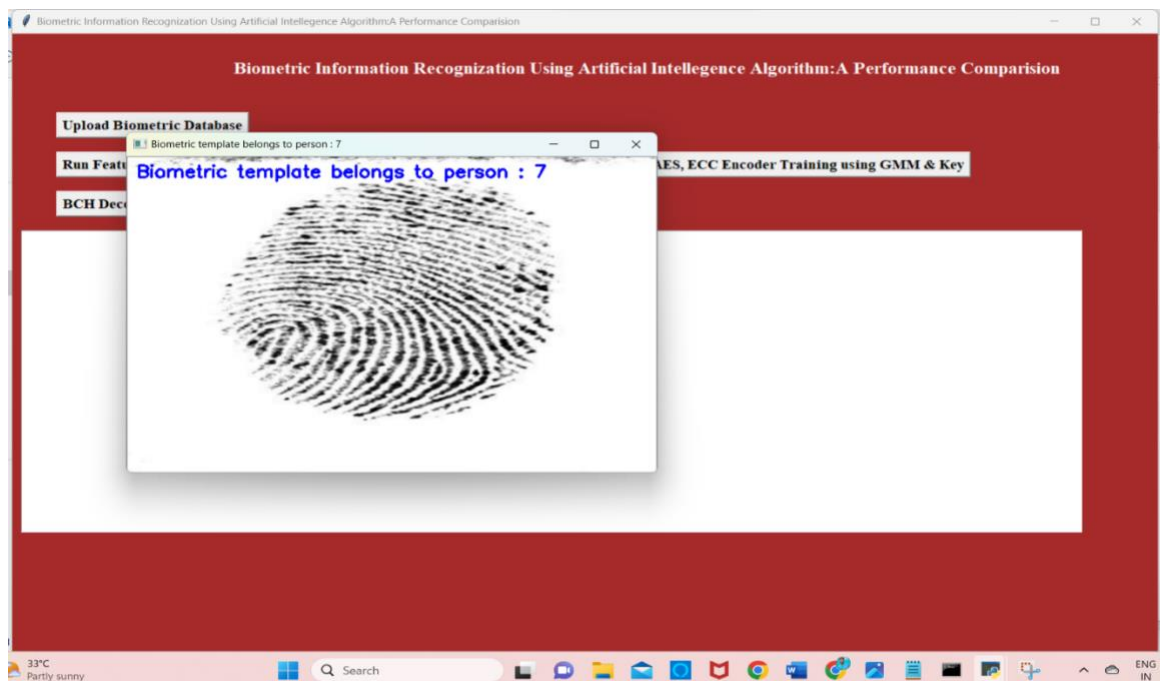 Biometric Information Recognization Using Artificial Intellegence Algorithm:A Performance Comparision
Biometric Information Recognization Using Artificial Intellegence Algorithm:A Performance Comparision
Upload Biometric Database
Biometric template belongs to person : 7
Run
AES, ECC Encoder Training using GMM & Key
Biometric template belongs to person : 7
BCH
33°C
Partly sunny
Search
ENG
IN